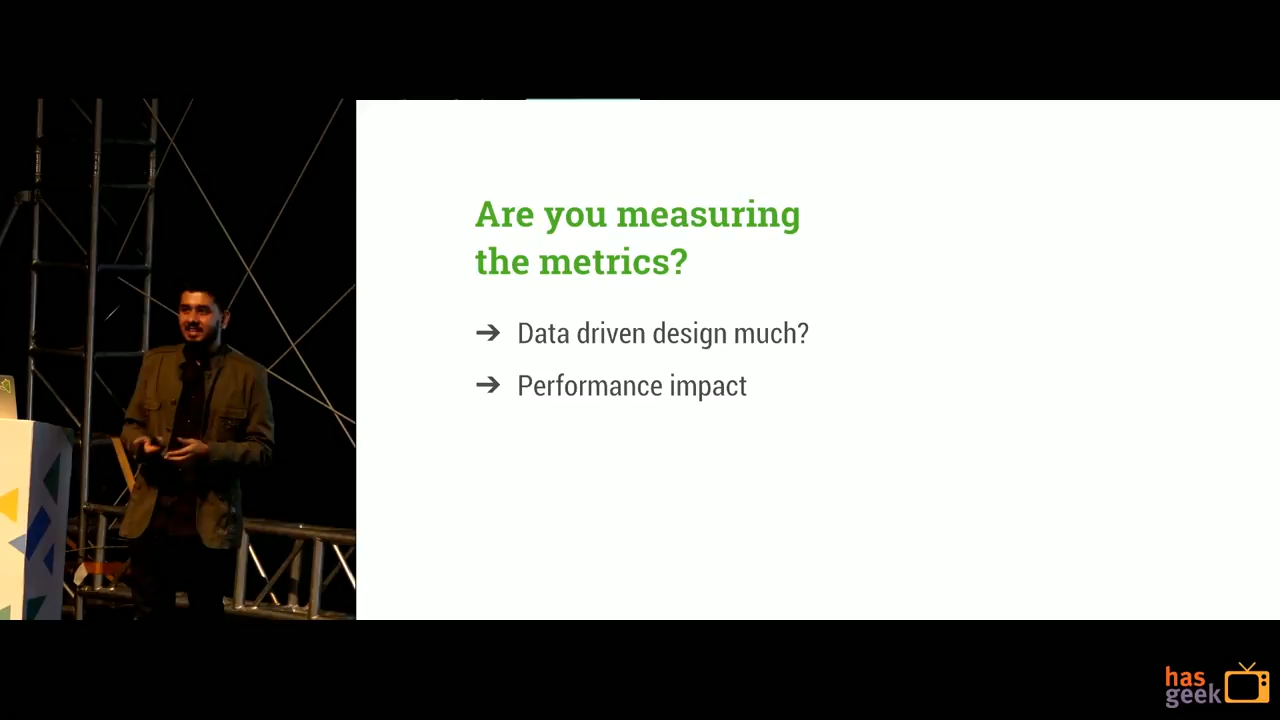 Are you measuring
the metrics?
➔ Data driven design much?
➔ Performance impact
has
geek